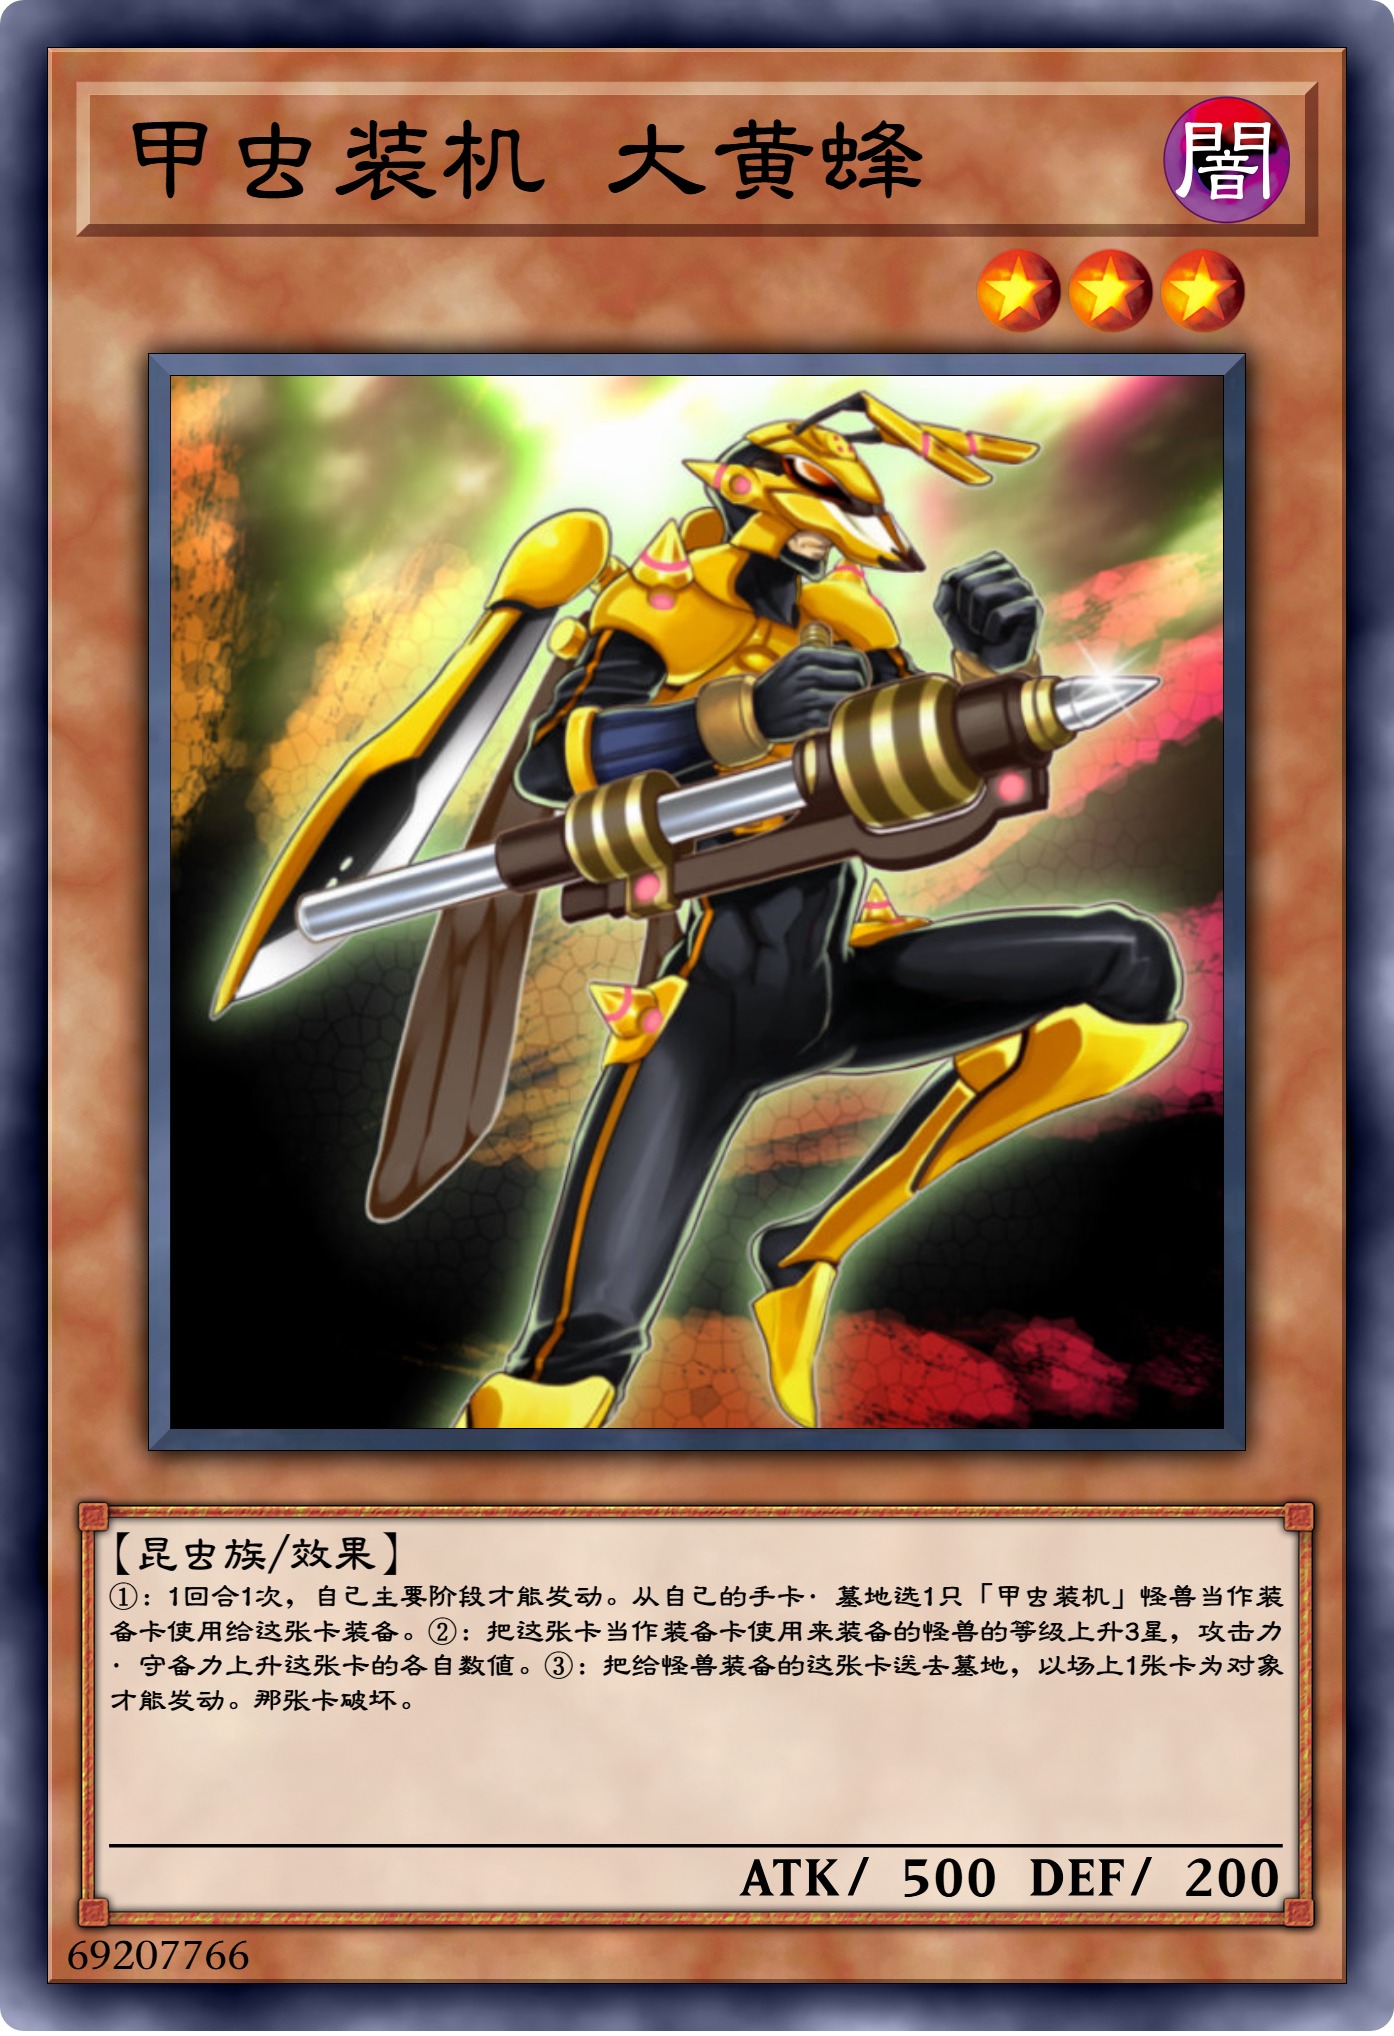 甲虫装机 大黄蜂
闇
【昆虫族/效果】
①：1回合1次，自己主要阶段才能发动。从自己的手卡·墓地选1只「甲虫装机」怪兽当作装
备卡使用给这张卡装备。②：把这张卡当作装备卡使用来装备的怪兽的等级上升3星，攻击力
·守备力上升这张卡的各自数值。③：把给怪兽装备的这张卡送去墓地，以场上1张卡为对象
才能发动。那张卡破坏。
ATK/ 500 DEF/ 200
69207766